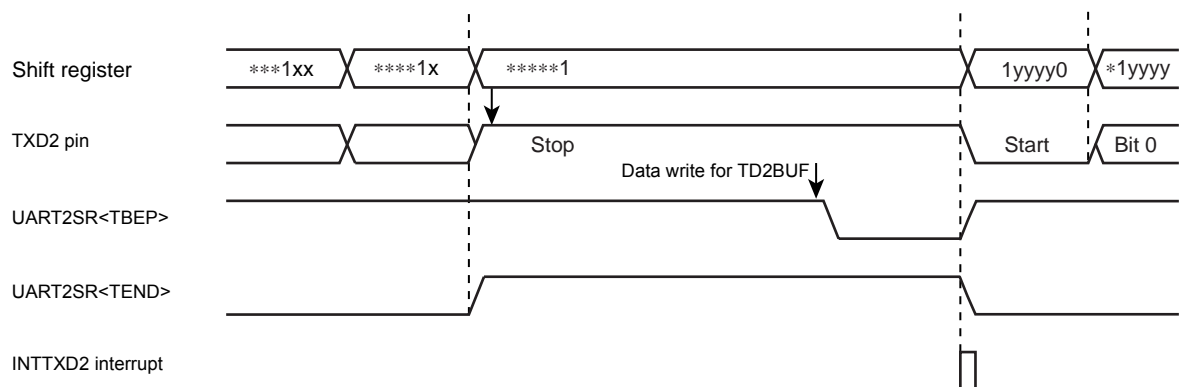 Shift register ***1xx ****1x *****1 1yyyy0 *1yyyy
TXD2 pin Stop Start Bit 0
Data write for TD2BUF
UART2SR<TBEP>
UART2SR<TEND>
INTTXD2 interrupt